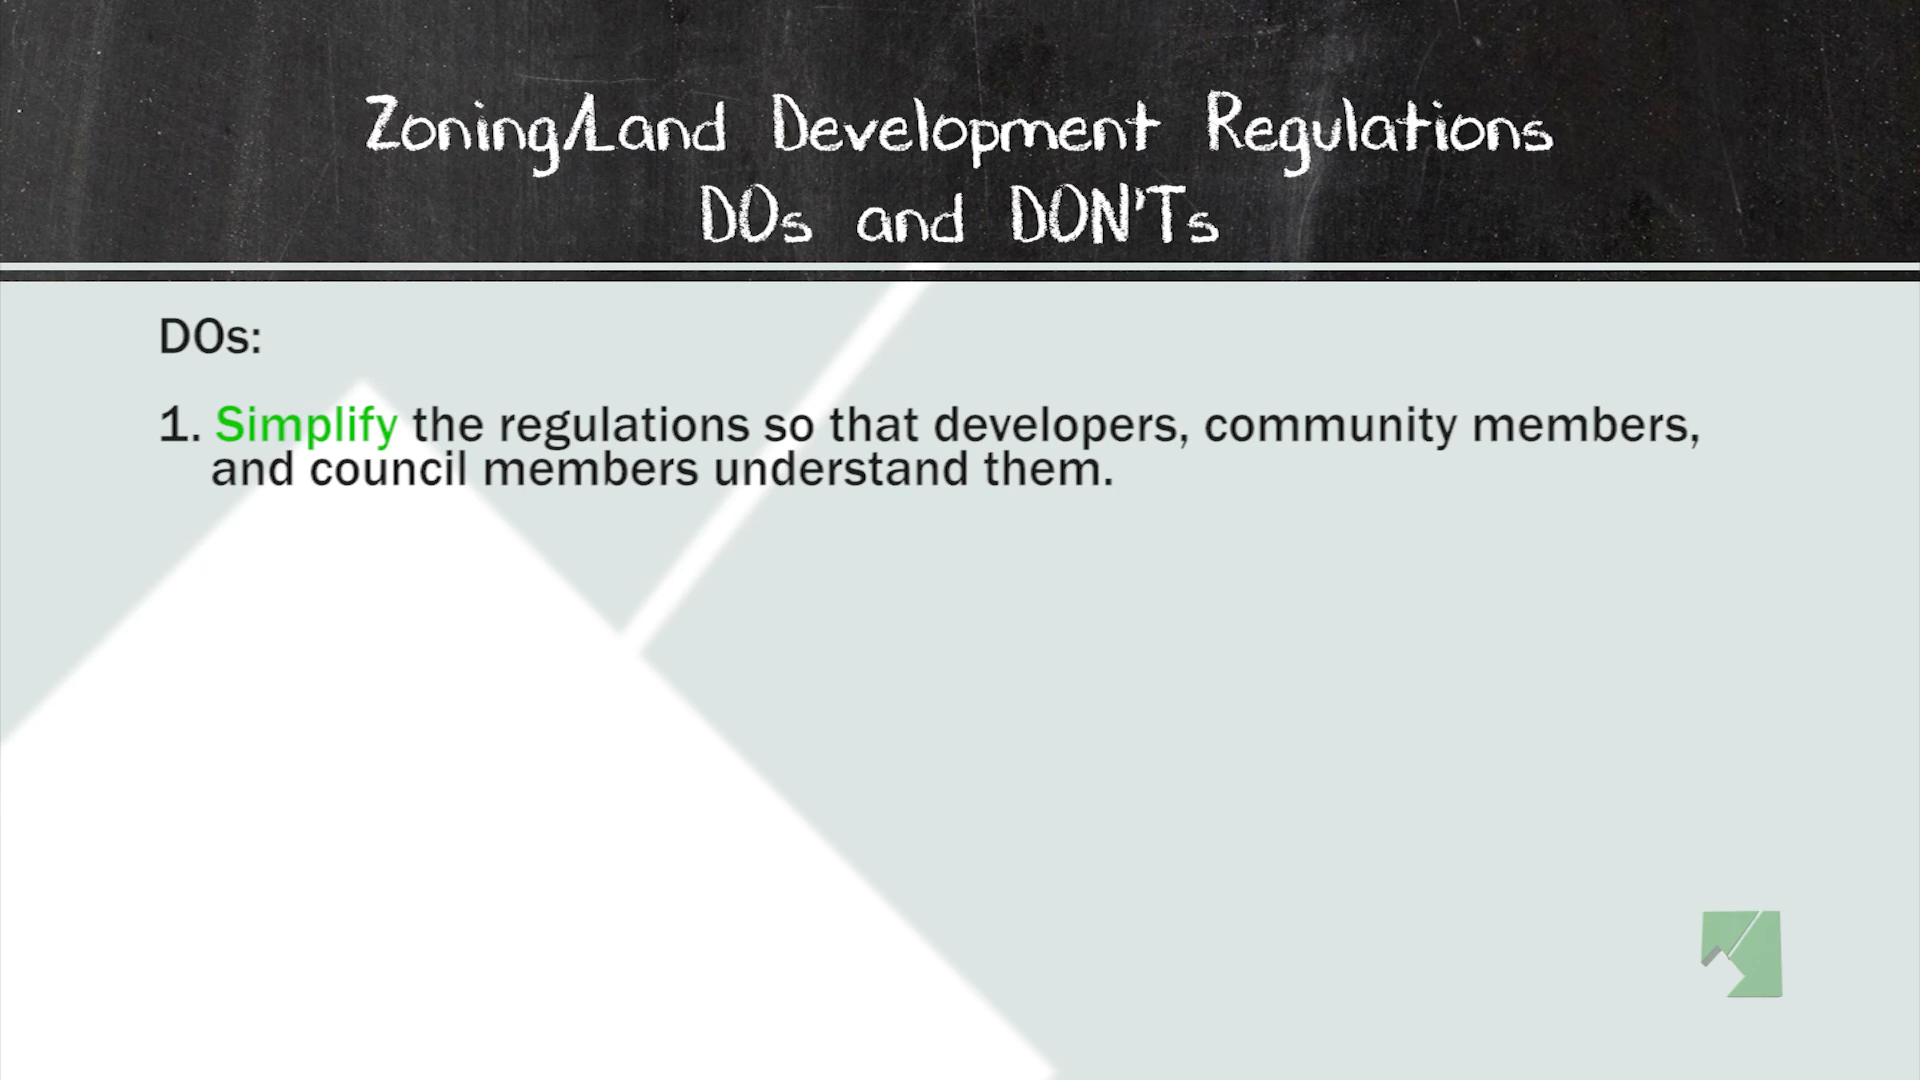 Zoning/Land Development Regulations
DOs and DON'Ts
DOs:
1. Simplify the regulations so that developers, community members,
and council members understand them.